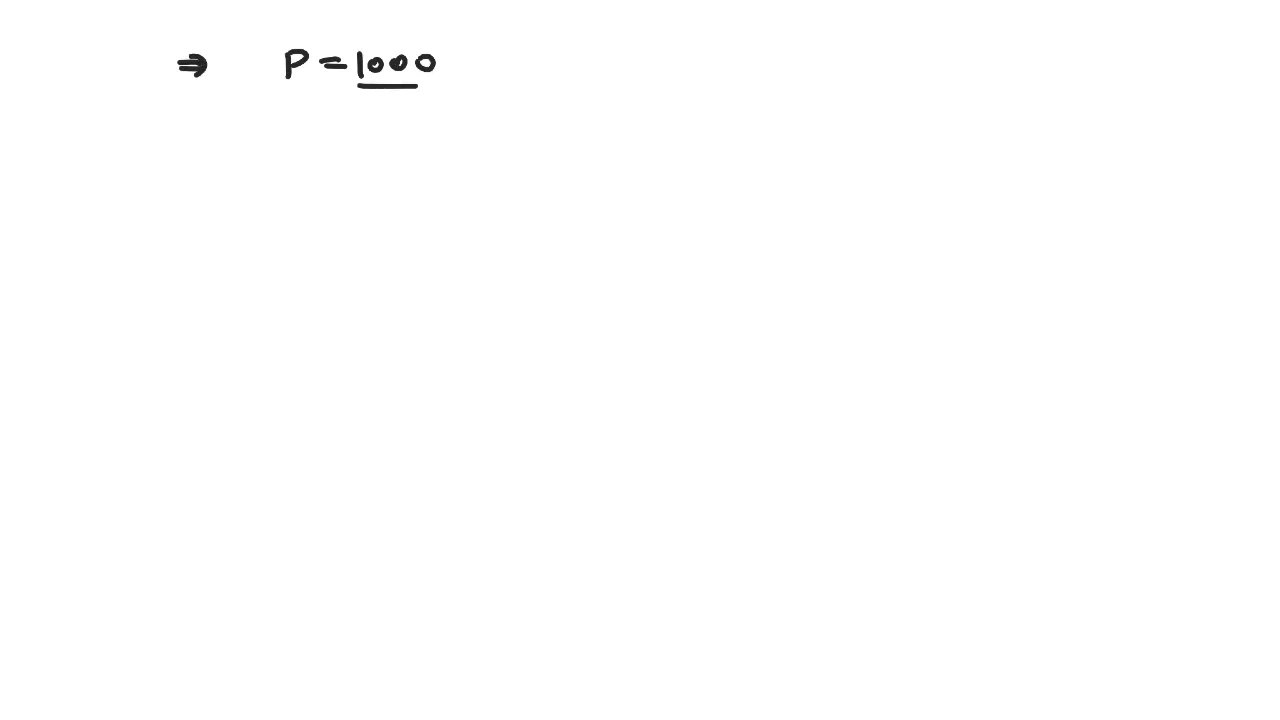 ⇒ P = 1000